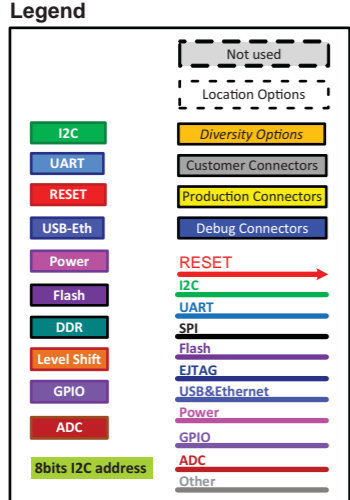 Legend
Not used
Location Options
I2C
Diversity Options
UART
Customer Connectors
RESET
Production Connectors
USB-Eth
Debug Connectors
Power
RESET
I2C
Flash
UART
DDR
SPI
Flash
Level Shift
EJTAG
GPIO
USB&Ethernet
Power
ADC
GPIO
8bits I2C address
ADC
Other